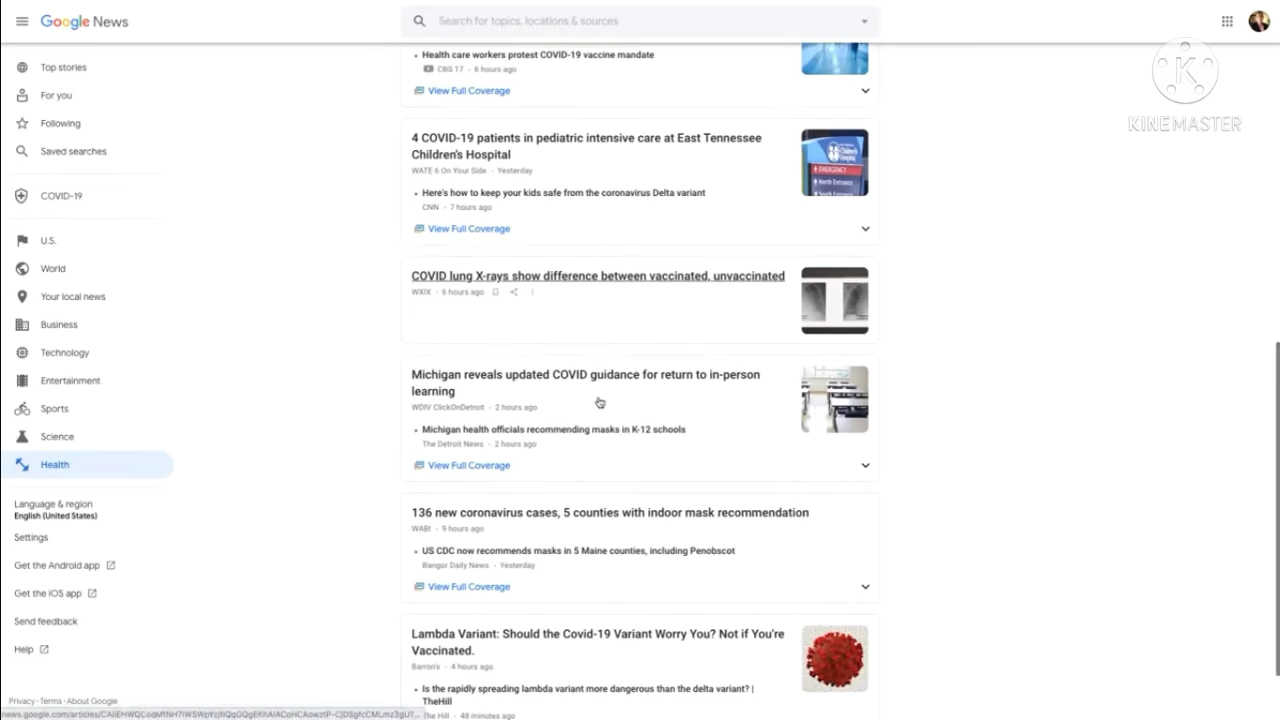 Google News
Search for topics, locations & sources
KINEMASTER
Top stories
For you
Following
Saved searches
COVID-19
U.S.
World
Your local news
Business
Technology
Entertainment
Sports
Science
Health
Language & region
English (United States)
Settings
Get the Android app
Get the iOS app
Send feedback
Help
Privacy · Terms · About Google
Health care workers protest COVID-19 vaccine mandate
CBS 17 · 6 hours ago
View Full Coverage
4 COVID-19 patients in pediatric intensive care at East Tennessee
Children's Hospital
WATE 6 On Your Side · Yesterday
Here's how to keep your kids safe from the coronavirus Delta variant
CNN · 7 hours ago
View Full Coverage
EMERGENCY
North Entrance
COVID lung X-rays show difference between vaccinated, unvaccinated
WXIX · 6 hours ago
Michigan reveals updated COVID guidance for return to in-person
learning
WDIV ClickOnDetroit · 2 hours ago
Michigan health officials recommending masks in K-12 schools
The Detroit News · 2 hours ago
View Full Coverage
136 new coronavirus cases, 5 counties with indoor mask recommendation
WABI · 9 hours ago
US CDC now recommends masks in 5 Maine counties, including Penobscot
Bangor Daily News · Yesterday
View Full Coverage
Lambda Variant: Should the Covid-19 Variant Worry You? Not if You're
Vaccinated.
Barron's · 4 hours ago
Is the rapidly spreading lambda variant more dangerous than the delta variant? |
TheHill
The Hill · 48 minutes ago